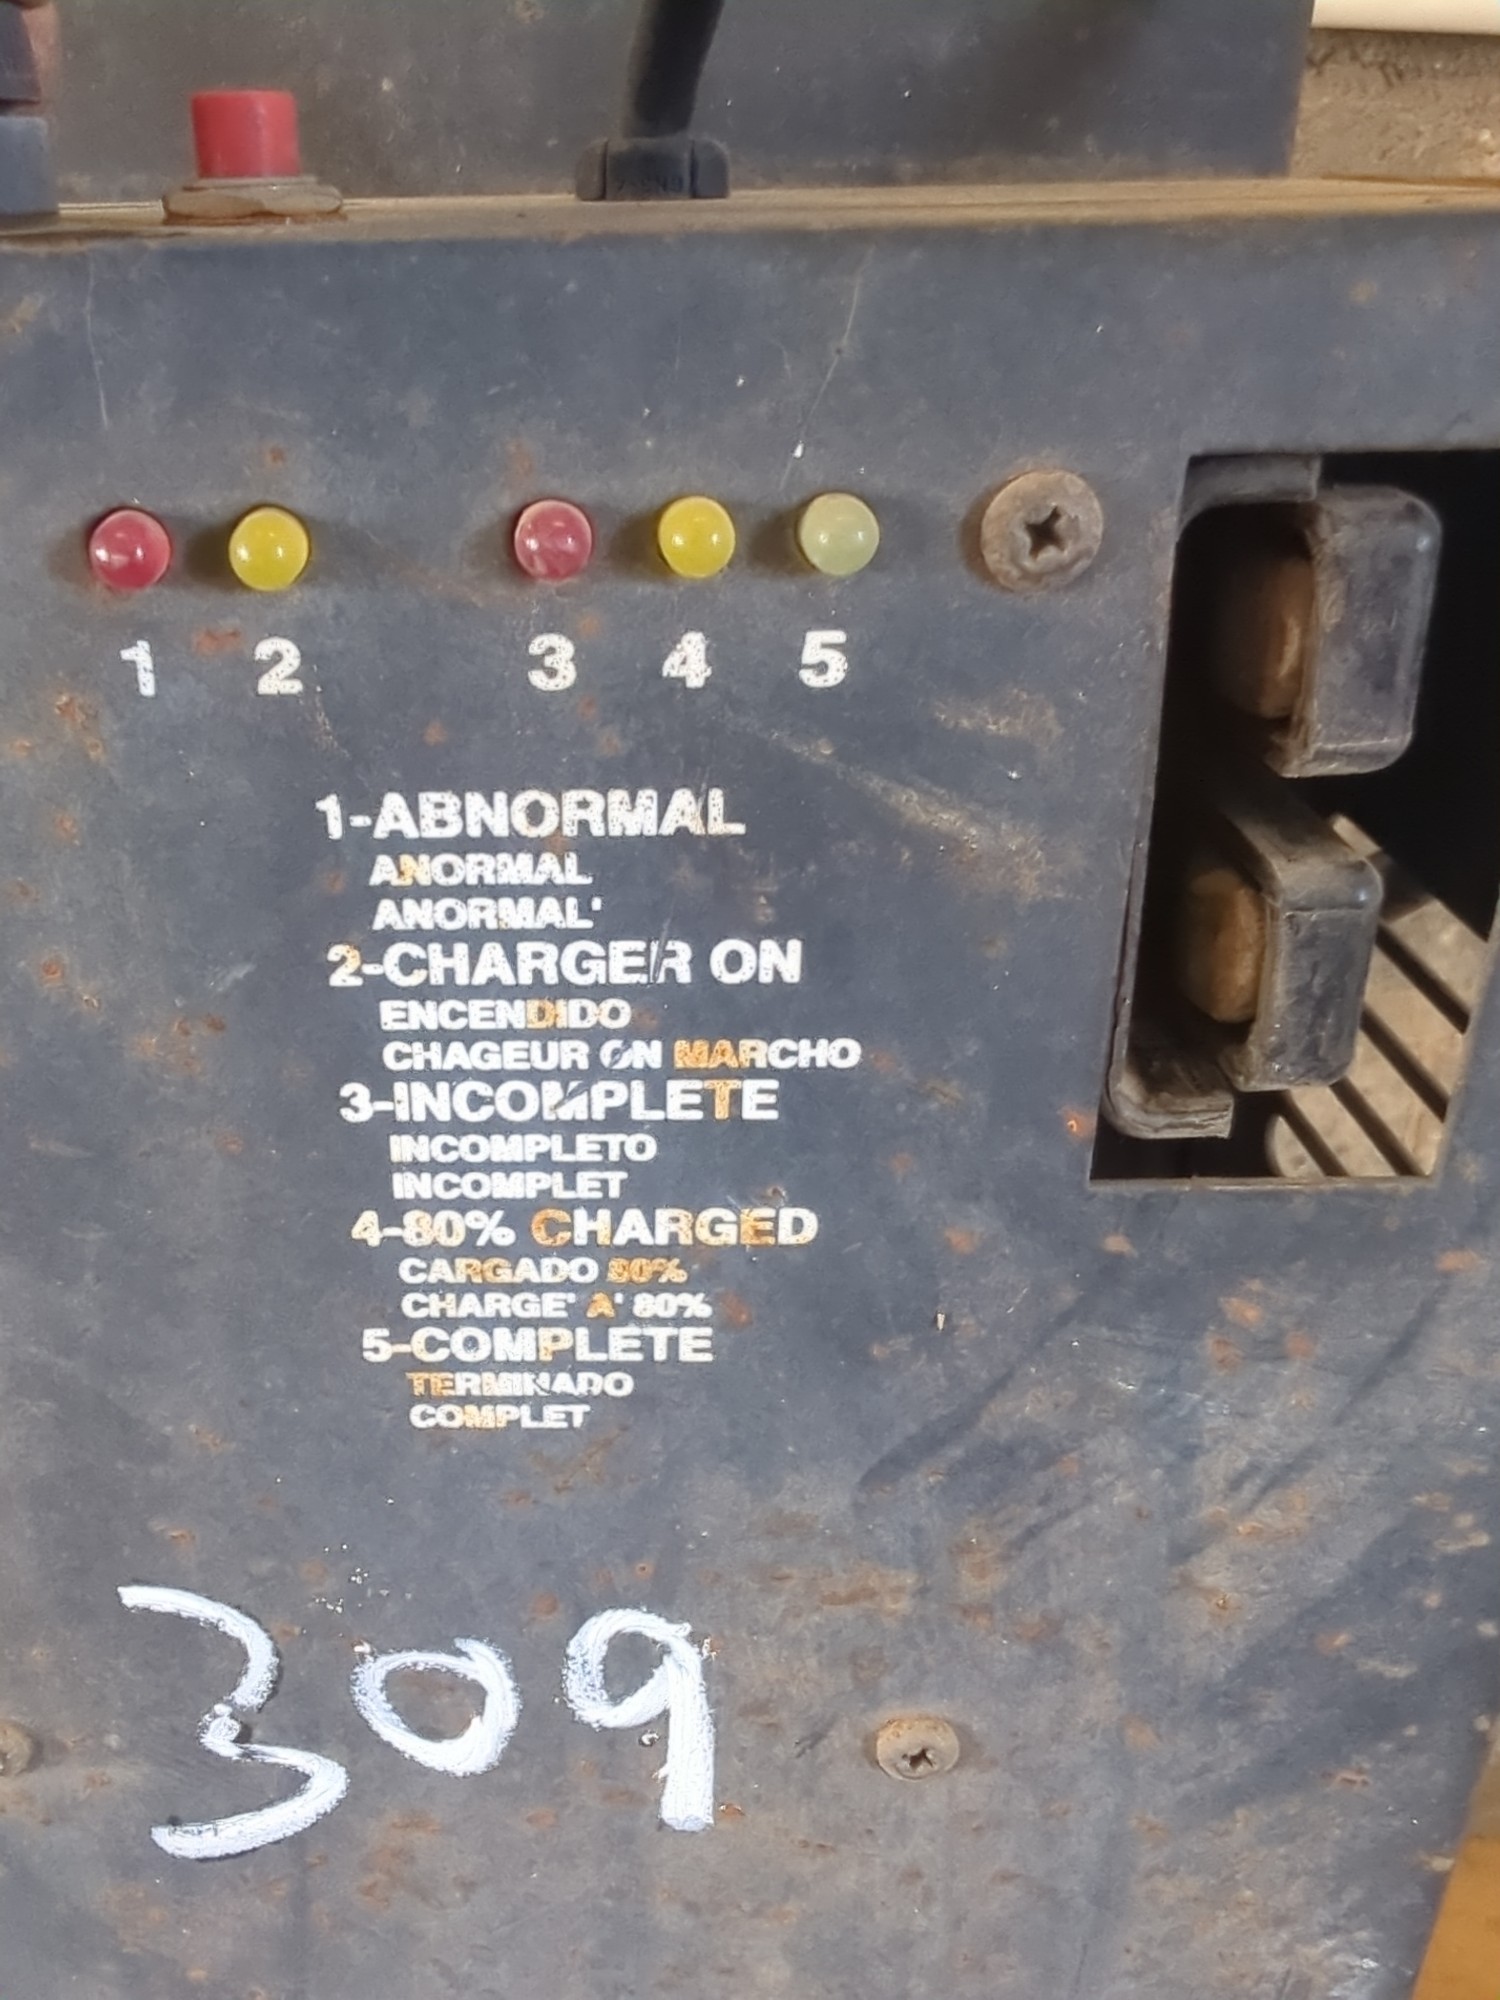 1 2 3 4 5
1-ABNORMAL
ANORMAL
ANORMAL'
2-CHARGER ON
ENCENDIDO
CHAGEUR ON MARCHO
3-INCOMPLETE
INCOMPLETO
INCOMPLET
4-80% CHARGED
CARGADO 80%
CHARGE' A' 80%
5-COMPLETE
TERMINADO
COMPLET
309